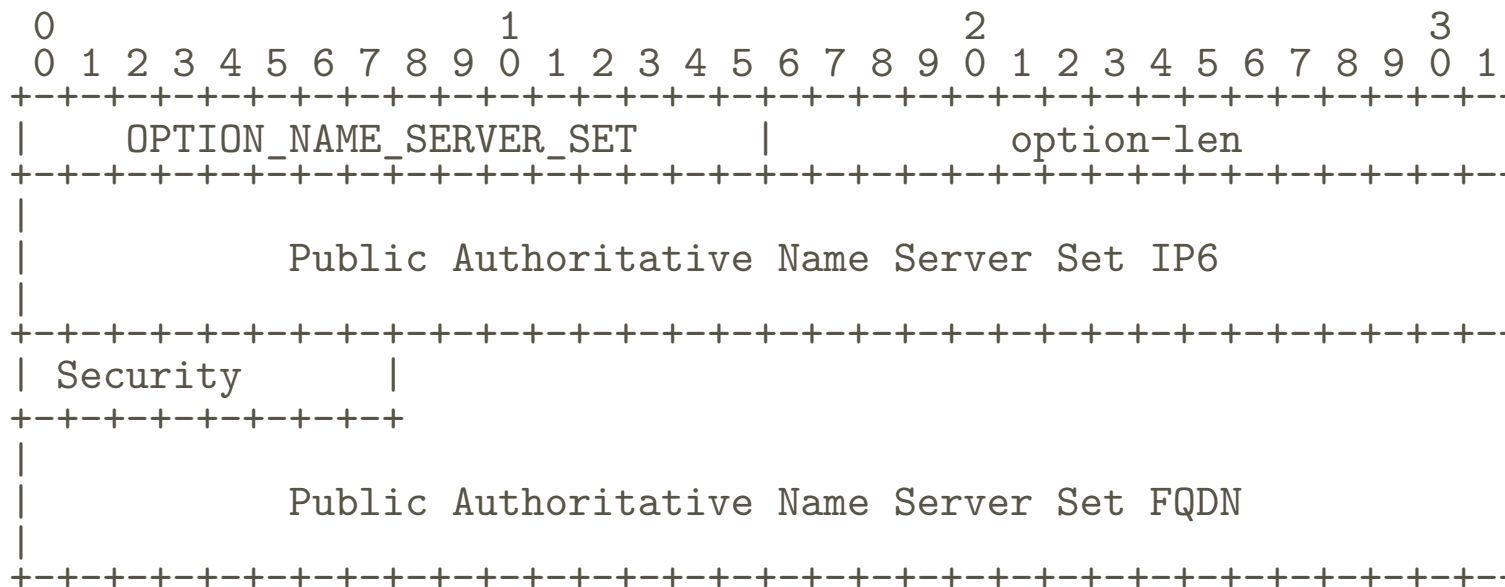 0                   1                   2                   3
0 1 2 3 4 5 6 7 8 9 0 1 2 3 4 5 6 7 8 9 0 1 2 3 4 5 6 7 8 9 0 1
+-+-+-+-+-+-+-+-+-+-+-+-+-+-+-+-+-+-+-+-+-+-+-+-+-+-+-+-+-+-+-+-
|    OPTION_NAME_SERVER_SET     |          option-len
+-+-+-+-+-+-+-+-+-+-+-+-+-+-+-+-+-+-+-+-+-+-+-+-+-+-+-+-+-+-+-+-
|
|           Public Authoritative Name Server Set IP6
|
+-+-+-+-+-+-+-+-+-+-+-+-+-+-+-+-+-+-+-+-+-+-+-+-+-+-+-+-+-+-+-+-
| Security      |
+-+-+-+-+-+-+-+-+
|
|           Public Authoritative Name Server Set FQDN
|
+-+-+-+-+-+-+-+-+-+-+-+-+-+-+-+-+-+-+-+-+-+-+-+-+-+-+-+-+-+-+-+-